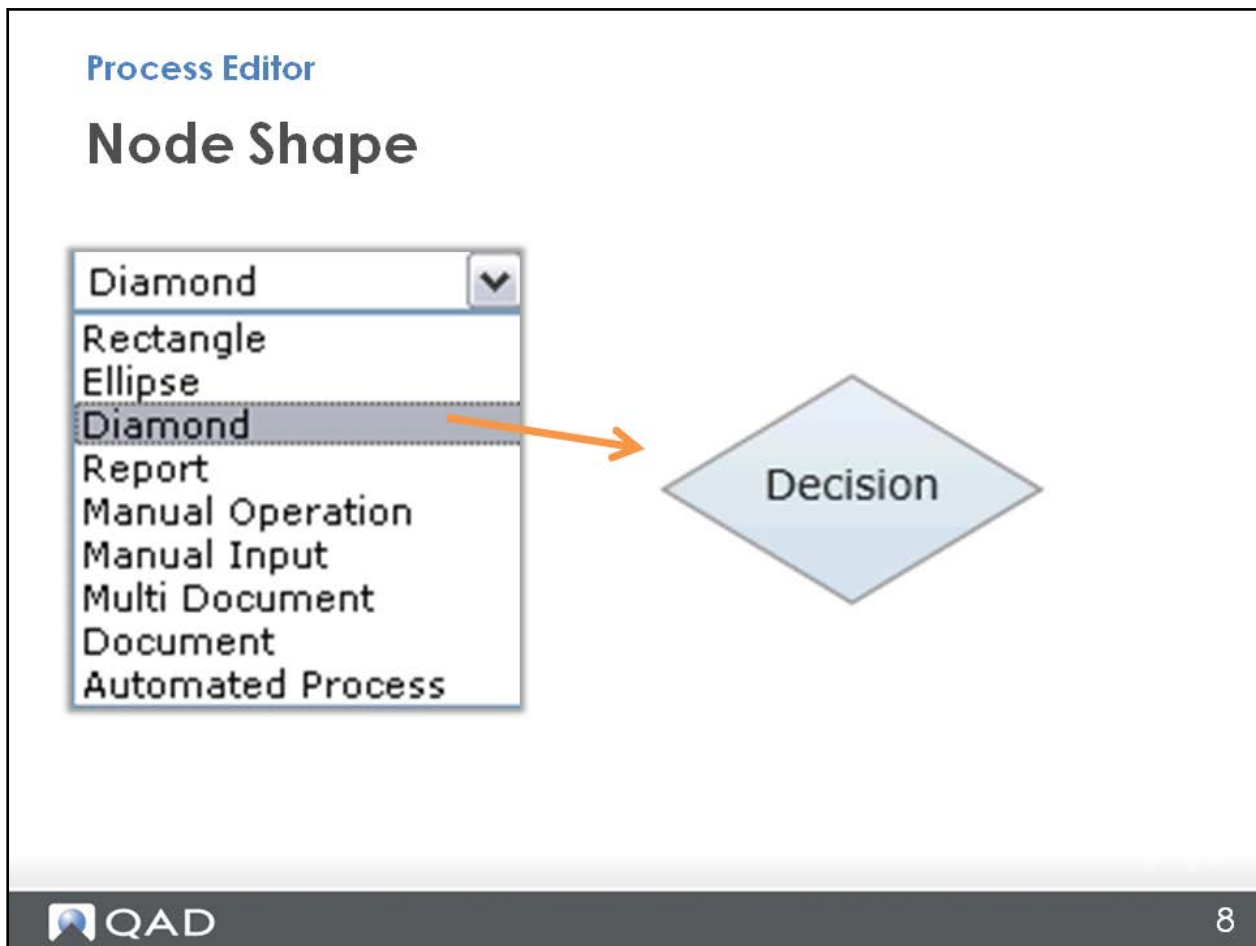 Process Editor
Node Shape
Diamond
Rectangle
Ellipse
Diamond
Report
Manual Operation
Manual Input
Multi Document
Document
Automated Process
Decision
QAD
8